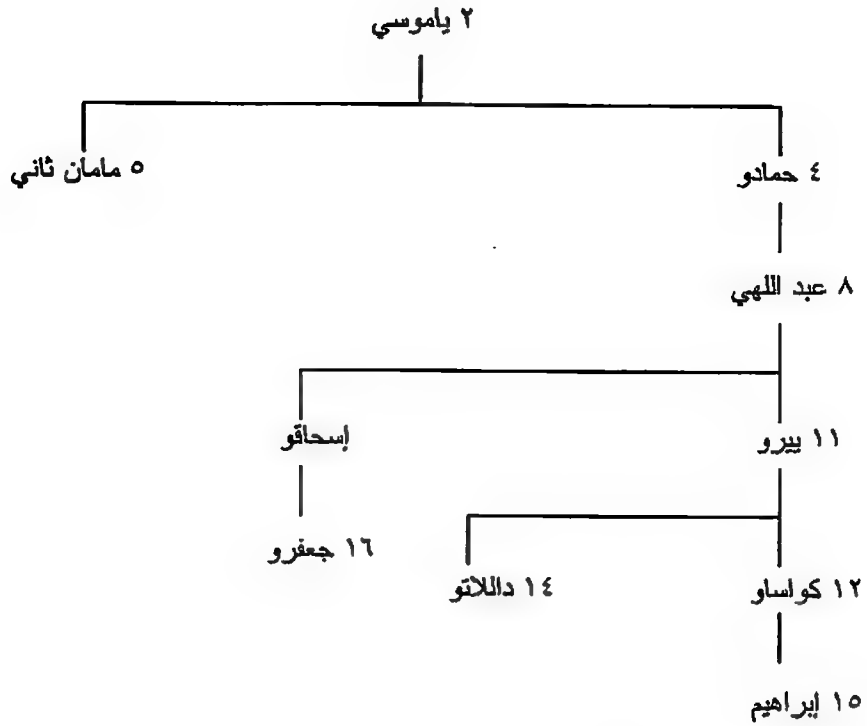 ٢ ياموسي
٤ حمادو
٥ مامان ثاني
٨ عبد اللهي
١١ ييرو
إسحاقو
١٢ كواساو
١٤ داللاتو
١٦ جعفرو
١٥ إبراهيم